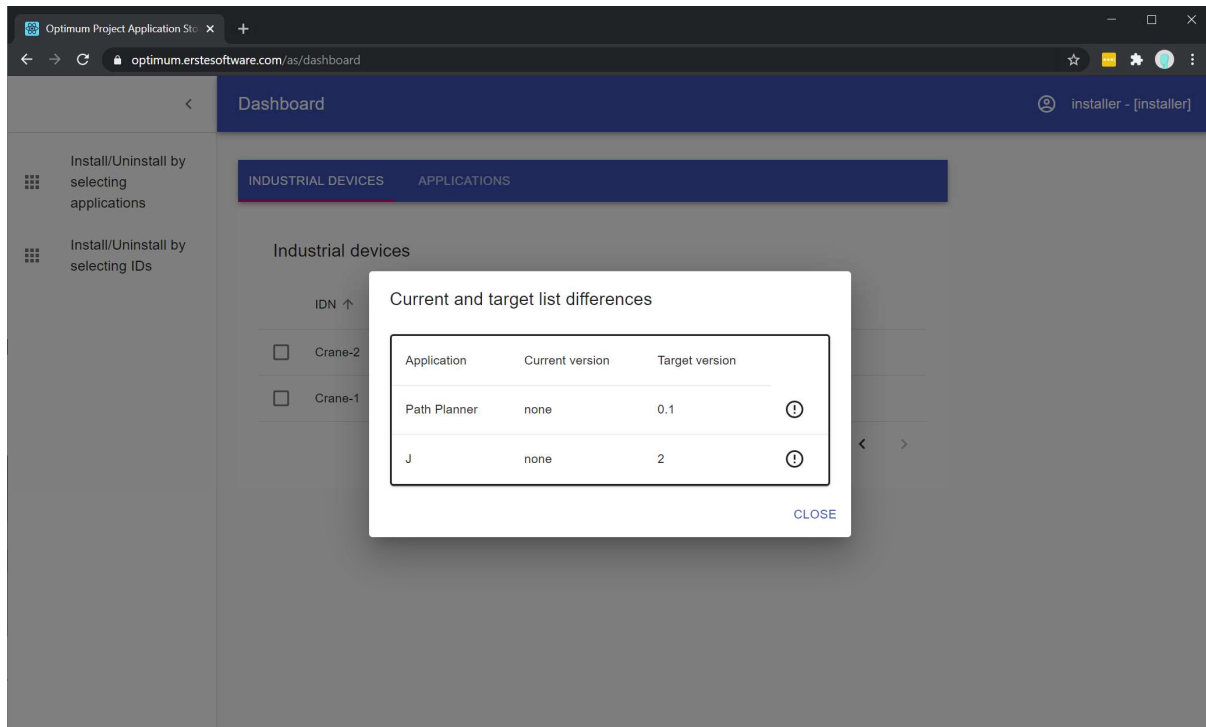 Optimum Project Application Sto
optimum.erstesoftware.com/as/dashboard
Dashboard
installer - [installer]
Install/Uninstall by
selecting
applications
Install/Uninstall by
selecting IDs
INDUSTRIAL DEVICES APPLICATIONS
Industrial devices
IDN
Crane-2
Crane-1
Current and target list differences
Application Current version Target version
Path Planner none 0.1
J none 2
CLOSE